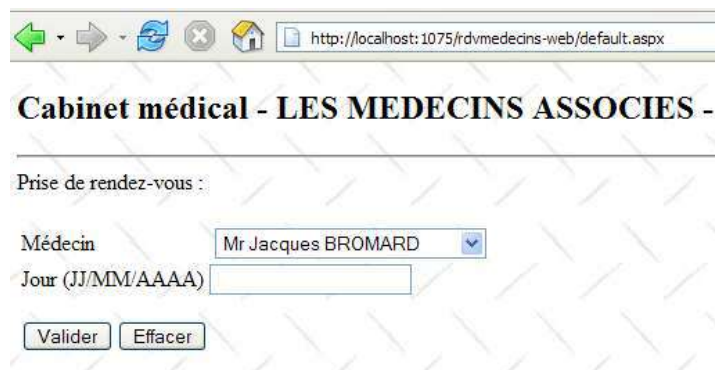 http://localhost:1075/rdvmedecins-web/default.aspx
Cabinet médical - LES MEDECINS ASSOCIES -
Prise de rendez-vous :
Médecin Mr Jacques BROMARD
Jour (JJ/MM/AAAA)
Valider Effacer